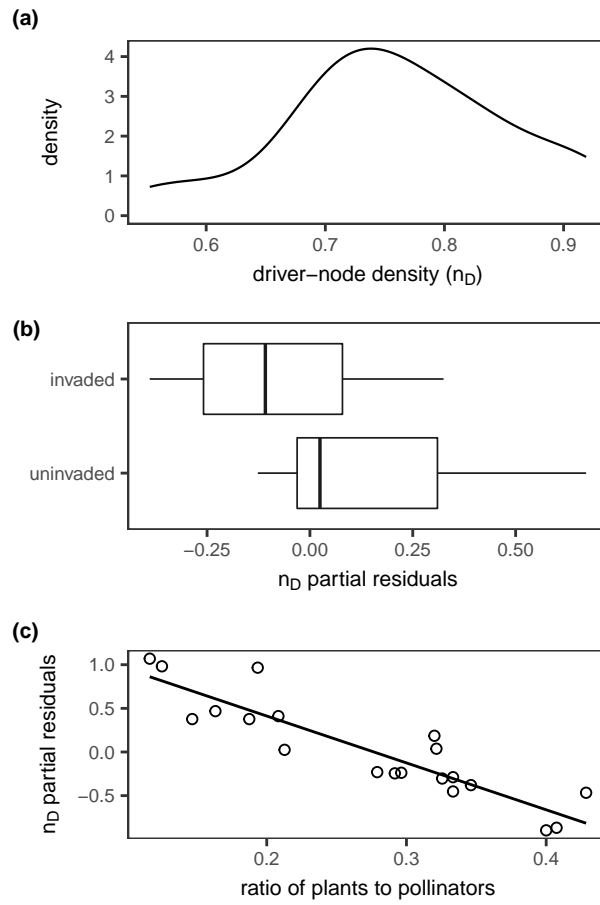 (a)
density
4
3
2
1
0
0.6 0.7 0.8 0.9
driver−node density (nD)
(b)
invaded
uninvaded
−0.25 0.00 0.25 0.50
nD partial residuals
(c)
nD partial residuals
1.0
0.5
0.0
−0.5
0.2 0.3 0.4
ratio of plants to pollinators